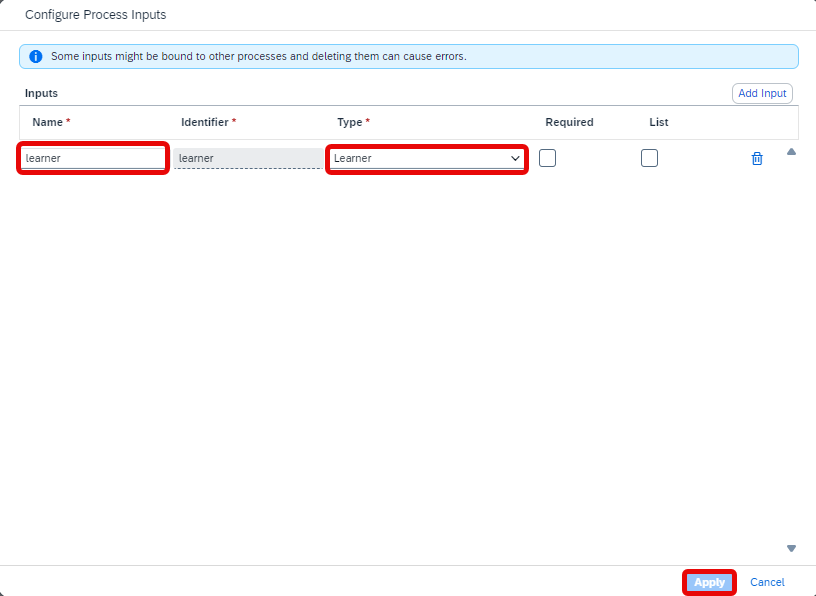 Configure Process Inputs
Some inputs might be bound to other processes and deleting them can cause errors.
Inputs
Add Input
Name * Identifier * Type * Required List
learner learner Learner
Apply Cancel